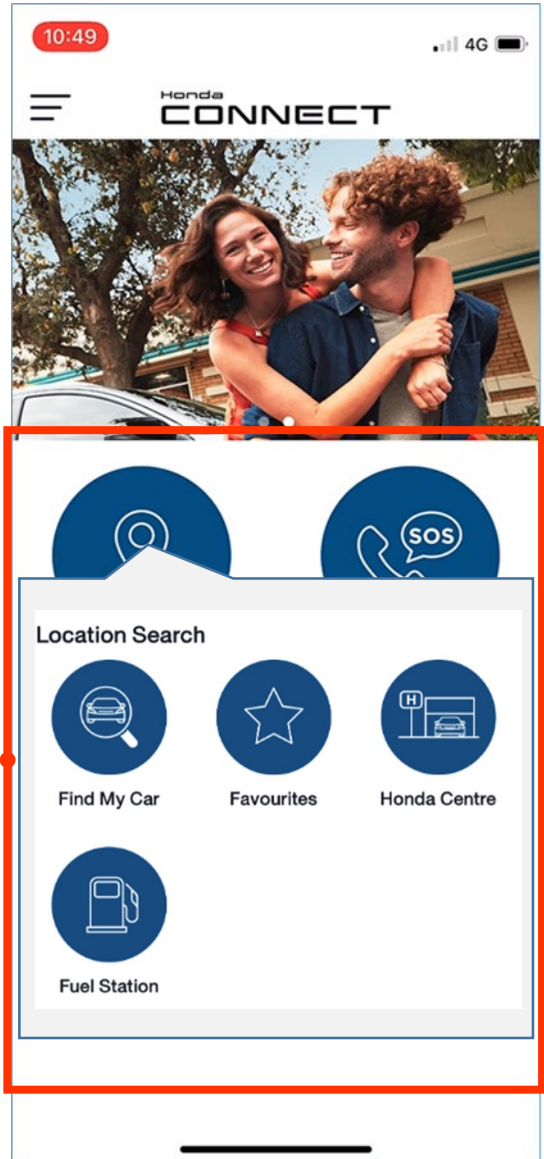 10:49
4G
Honda
CONNECT
SOS
Location Search
H
Find My Car
Favourites
Honda Centre
Fuel Station